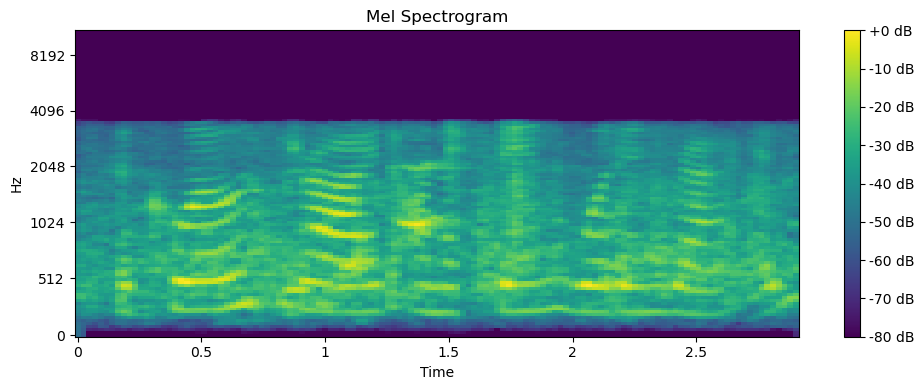 Mel Spectrogram
8192
4096
2048
1024
512
0
Hz
0
0.5
1
1.5
2
2.5
Time
+0 dB
-10 dB
-20 dB
-30 dB
-40 dB
-50 dB
-60 dB
-70 dB
-80 dB